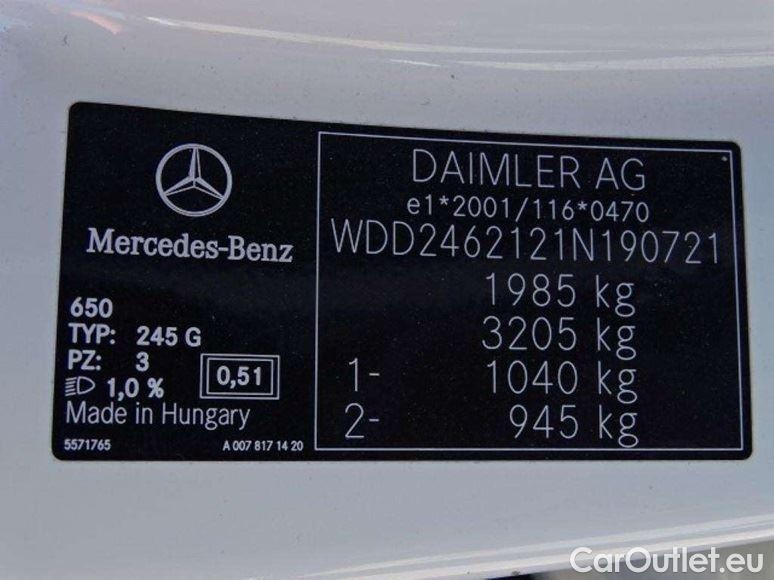 Mercedes-Benz
650
TYP: 245 G
PZ: 3
1,0 %
0,51
Made in Hungary
5571765
A 007 817 14 20
DAIMLER AG
e1*2001/116*0470
WDD2462121N190721
1985 kg
3205 kg
1- 1040 kg
2- 945 kg
CarOutlet.eu